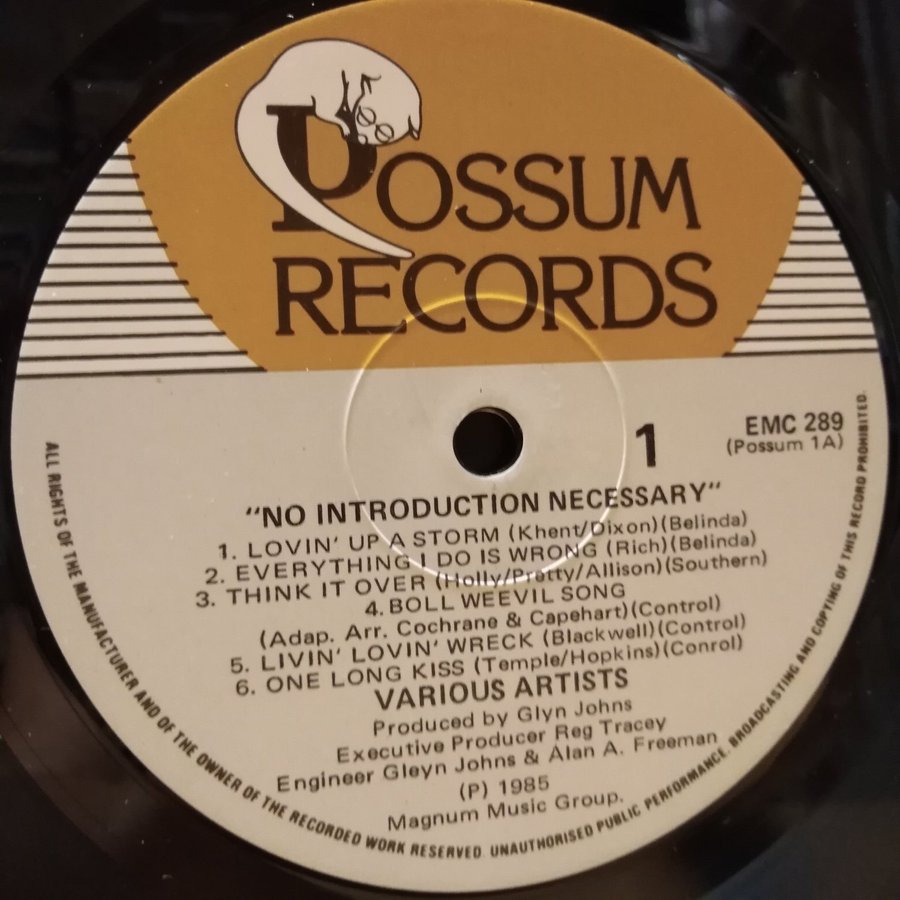 POSSUM
RECORDS
1
EMC 289
(Possum 1A)
"NO INTRODUCTION NECESSARY"
1. LOVIN' UP A STORM (Khent/Dixon)(Belinda)
2. EVERYTHING I DO IS WRONG (Rich)(Belinda)
3. THINK IT OVER (Holly/Pretty/Allison)(Southern)
4. BOLL WEEVIL SONG
(Adap. Arr. Cochrane & Capehart)(Control)
5. LIVIN' LOVIN' WRECK (Blackwell)(Control)
6. ONE LONG KISS (Temple/Hopkins)(Conrol)
VARIOUS ARTISTS
Produced by Glyn Johns
Executive Producer Reg Tracey
Engineer Gleyn Johns & Alan A. Freeman
(P) 1985
Magnum Music Group.
ALL RIGHTS OF THE MANUFACTURER AND OF THE OWNER OF THE RECORDED WORK RESERVED. UNAUTHORISED PUBLIC PERFORMANCE, BROADCASTING AND COPYING OF THIS RECORD PROHIBITED.